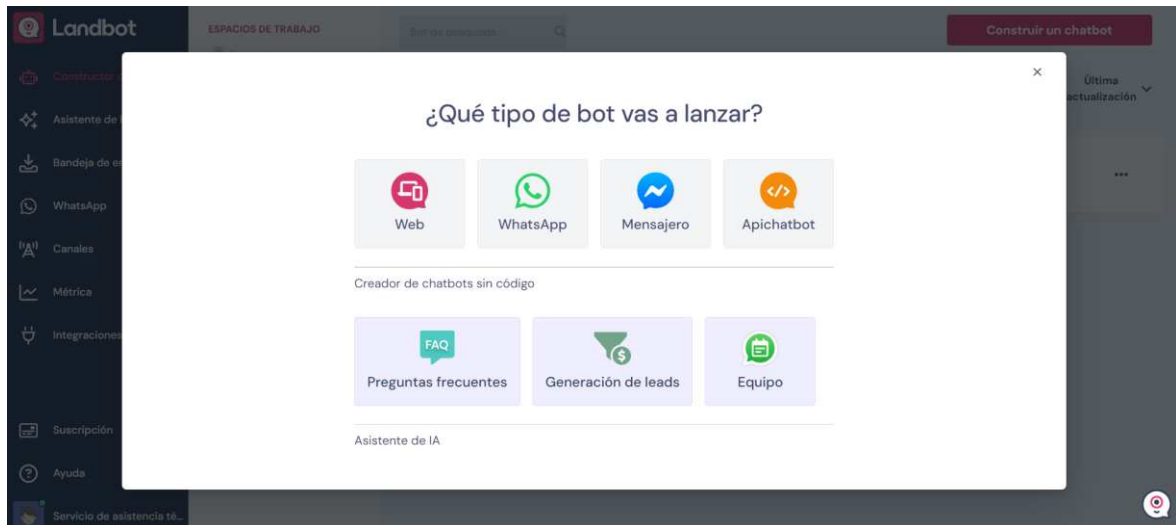 Landbot
ESPACIOS DE TRABAJO
Construir un chatbot
Constructor
Última
actualización
Asistente de
Bandeja de
WhatsApp
Canales
Métrica
Integraciones
Suscripción
Ayuda
Servicio de asistencia té...
×
¿Qué tipo de bot vas a lanzar?
Web
WhatsApp
Mensajero
Apichatbot
Creador de chatbots sin código
FAQ
Preguntas frecuentes
Generación de leads
Equipo
Asistente de IA